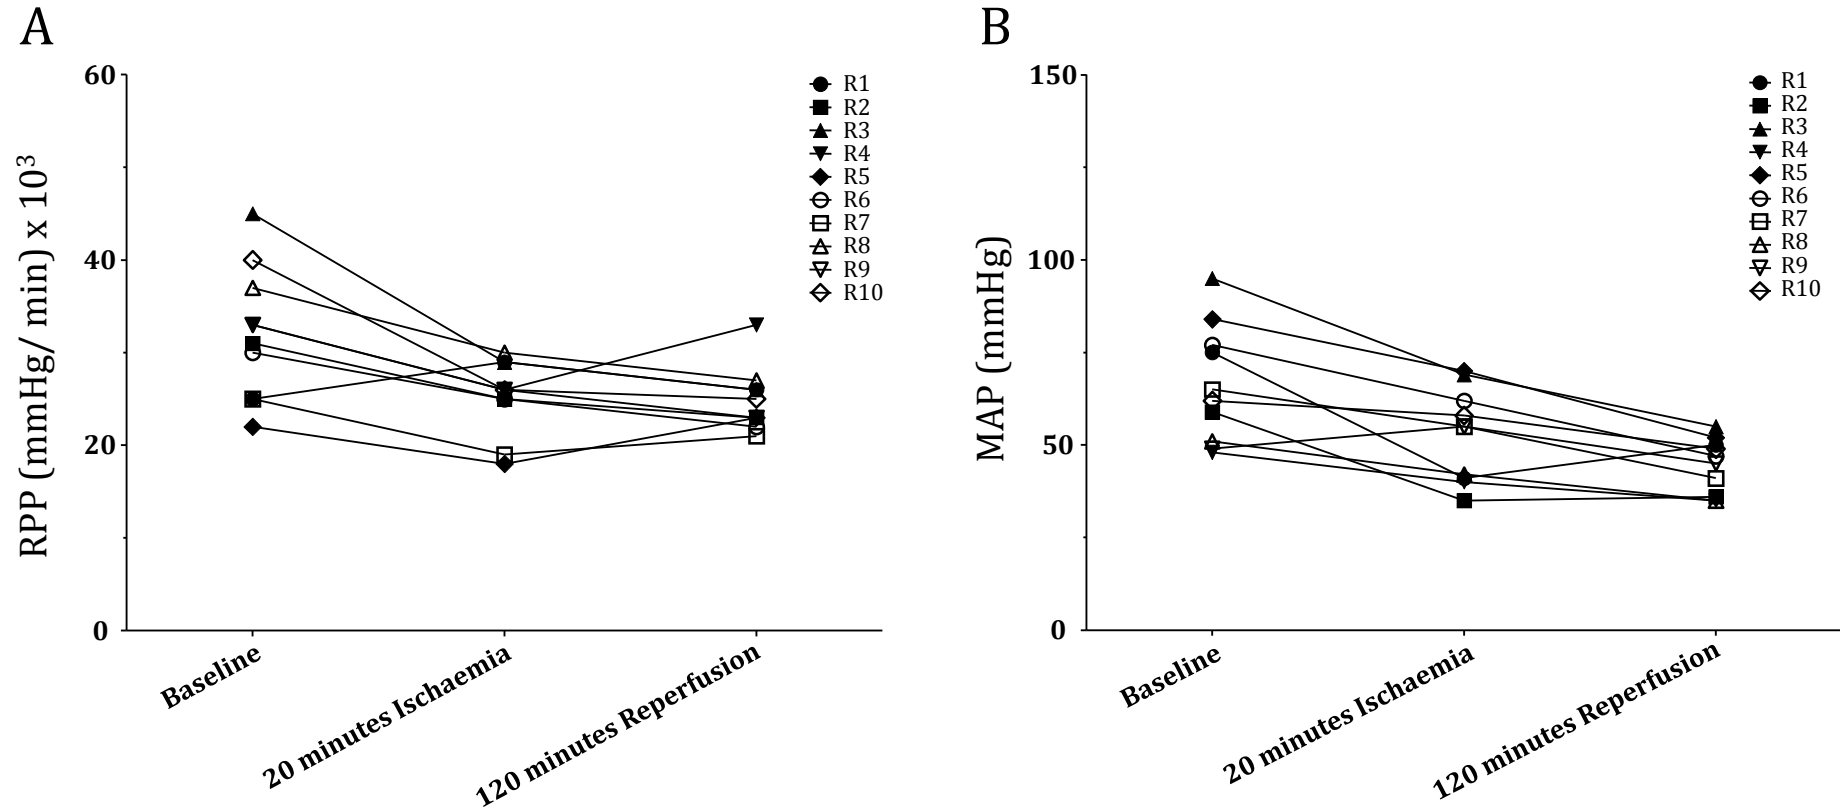 A
RPP (mmHg/ min) x 10³
60
40
20
0
Baseline
20 minutes Ischaemia
120 minutes Reperfusion
R1
R2
R3
R4
R5
R6
R7
R8
R9
R10
B
MAP (mmHg)
150
100
50
0
Baseline
20 minutes Ischaemia
120 minutes Reperfusion
R1
R2
R3
R4
R5
R6
R7
R8
R9
R10